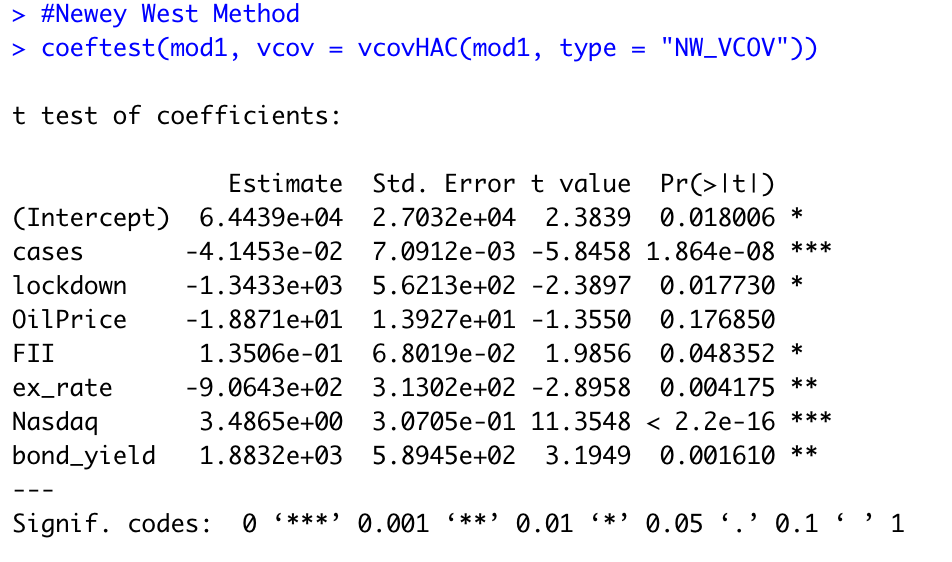 > #Newey West Method
> coeftest(mod1, vcov = vcovHAC(mod1, type = "NW_VCOV"))
t test of coefficients:
Estimate Std. Error t value Pr(>|t|)
(Intercept) 6.4439e+04 2.7032e+04 2.3839 0.018006 *
cases -4.1453e-02 7.0912e-03 -5.8458 1.864e-08 ***
lockdown -1.3433e+03 5.6213e+02 -2.3897 0.017730 *
OilPrice -1.8871e+01 1.3927e+01 -1.3550 0.176850
FII 1.3506e-01 6.8019e-02 1.9856 0.048352 *
ex_rate -9.0643e+02 3.1302e+02 -2.8958 0.004175 **
Nasdaq 3.4865e+00 3.0705e-01 11.3548 < 2.2e-16 ***
bond_yield 1.8832e+03 5.8945e+02 3.1949 0.001610 **
---
Signif. codes: 0 ‘***’ 0.001 ‘**’ 0.01 ‘*’ 0.05 ‘.’ 0.1 ‘ ’ 1